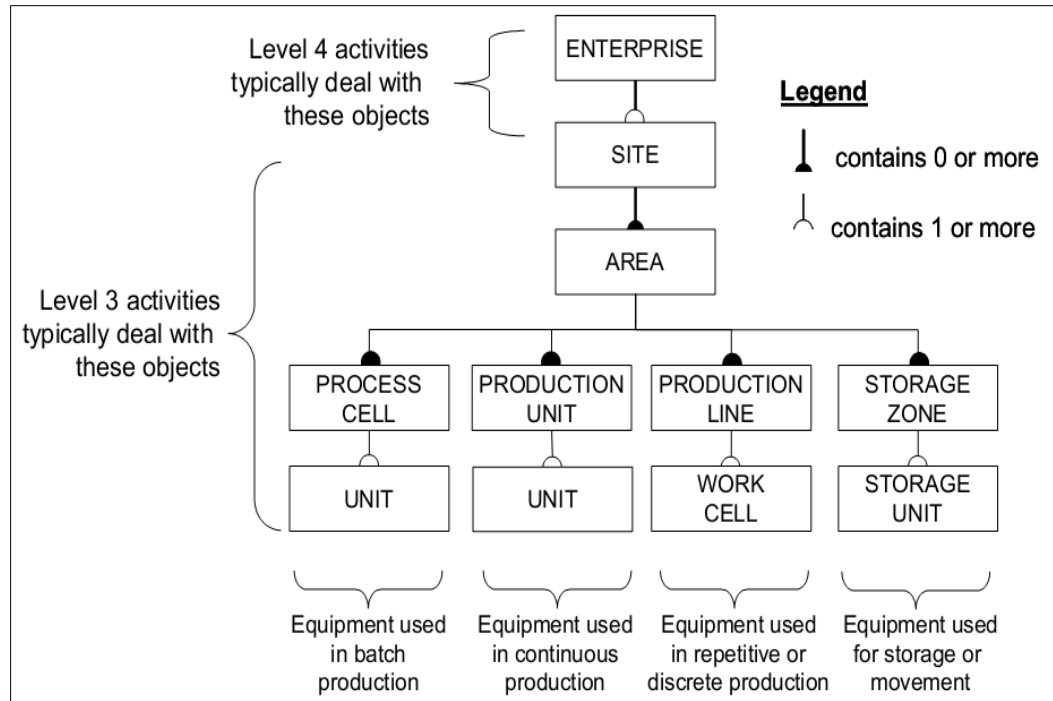 Level 4 activities
typically deal with
these objects
ENTERPRISE
Legend
contains 0 or more
contains 1 or more
SITE
AREA
Level 3 activities
typically deal with
these objects
PROCESS
CELL
PRODUCTION
UNIT
PRODUCTION
LINE
STORAGE
ZONE
UNIT
UNIT
WORK
CELL
STORAGE
UNIT
Equipment used
in batch
production
Equipment used
in continuous
production
Equipment used
in repetitive or
discrete production
Equipment used
for storage or
movement